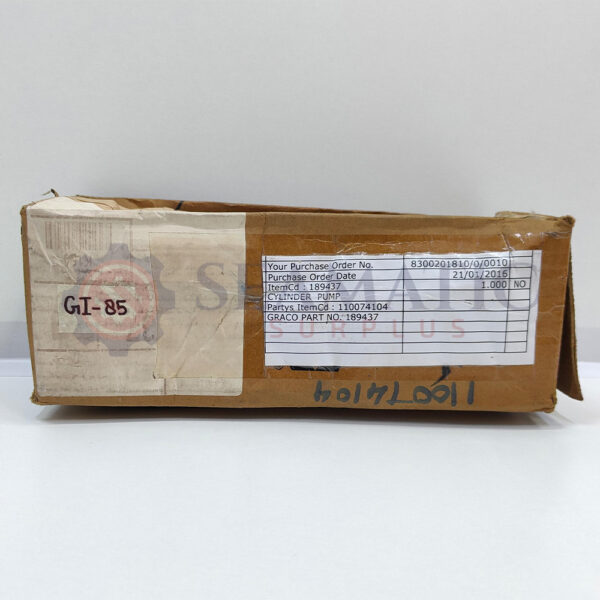 GI-85
Your Purchase Order No. 8300201810/0/0010
Purchase Order Date 21/01/2016
ItemCd : 189437 1.000 NO
CYLINDER PUMP
Partys ItemCd : 110074104
GRACO PART NO. 189437
SURPLUS
110074104